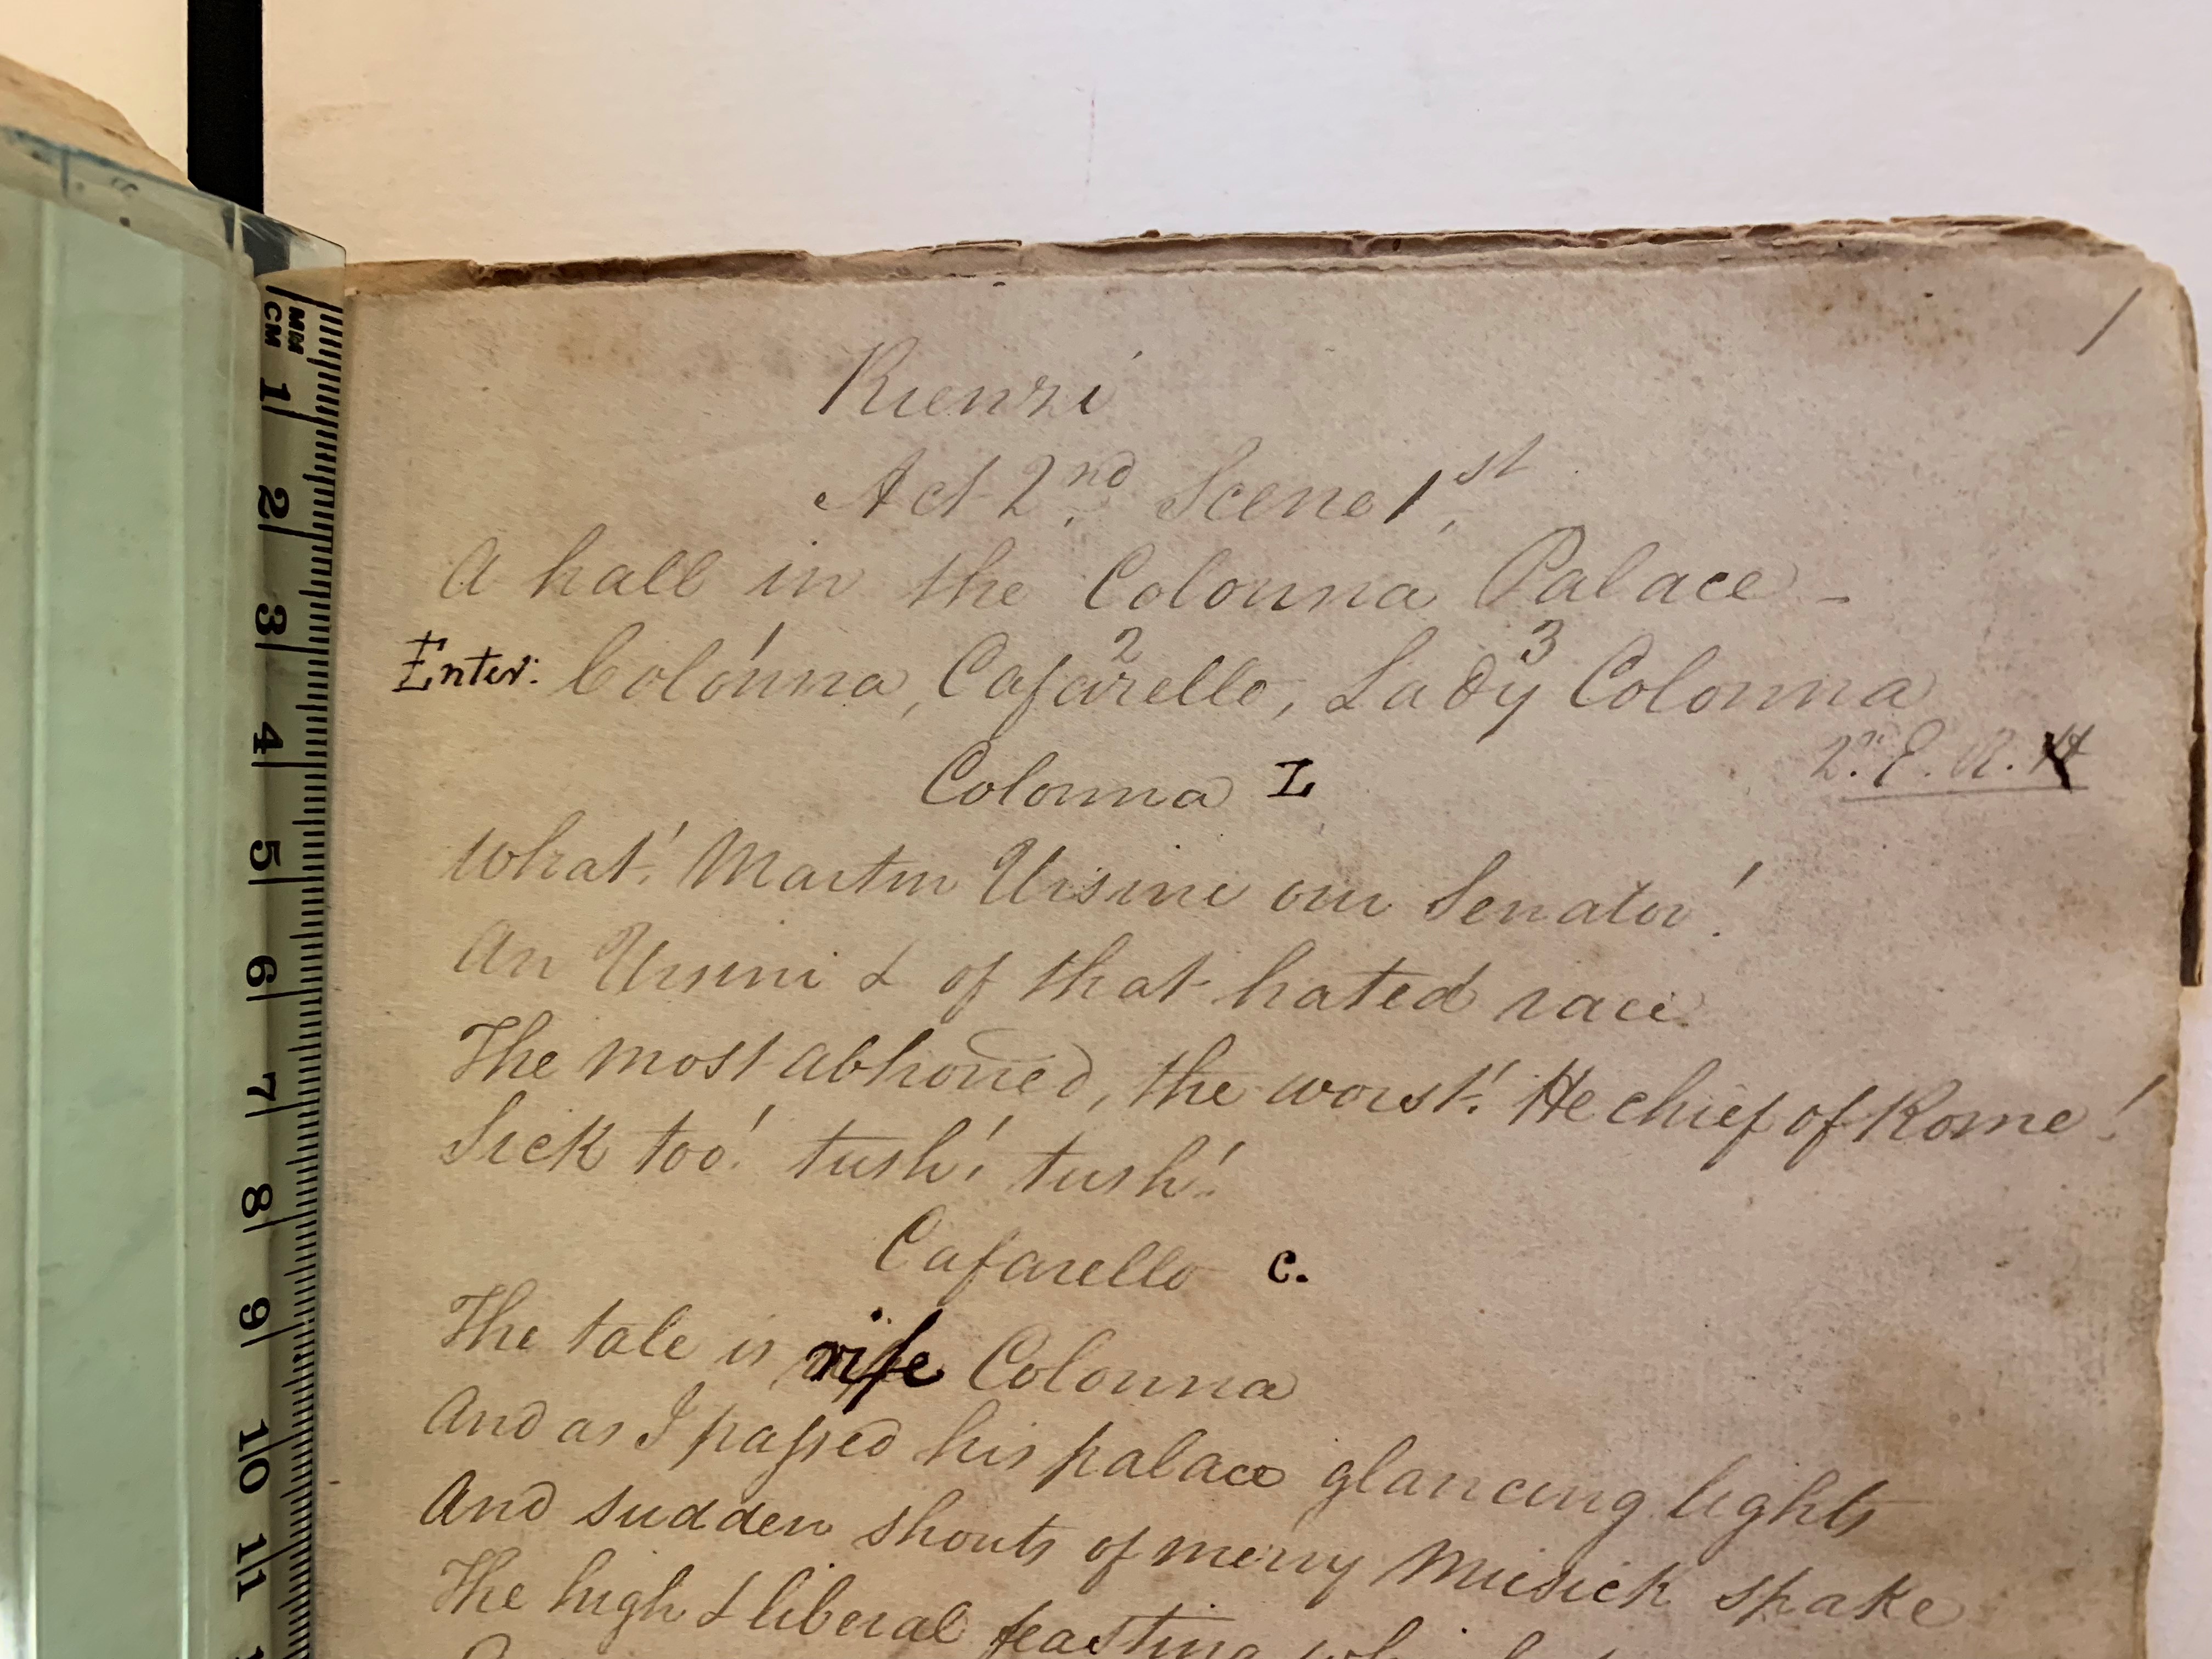 1
Rienzi
Act 2nd. Scene 1st.
A hall in the Colonna Palace -
1 2 3
Enter: Colonna, Cafarello, Lady Colonna
2n. E. R.
Colonna L
What! Martin Ursini our Senator!
An Ursini & of that hated race
The most abhorred, the worst! He chief of Rome!
Sick too! tush! tush!
Cafarello C.
The tale is rife Colonna
And as I passed his palace glancing lights
And sudden shouts of merry Musick spake
The high & liberal feasting
MM
CM
1
2
3
4
5
6
7
8
9
10
11